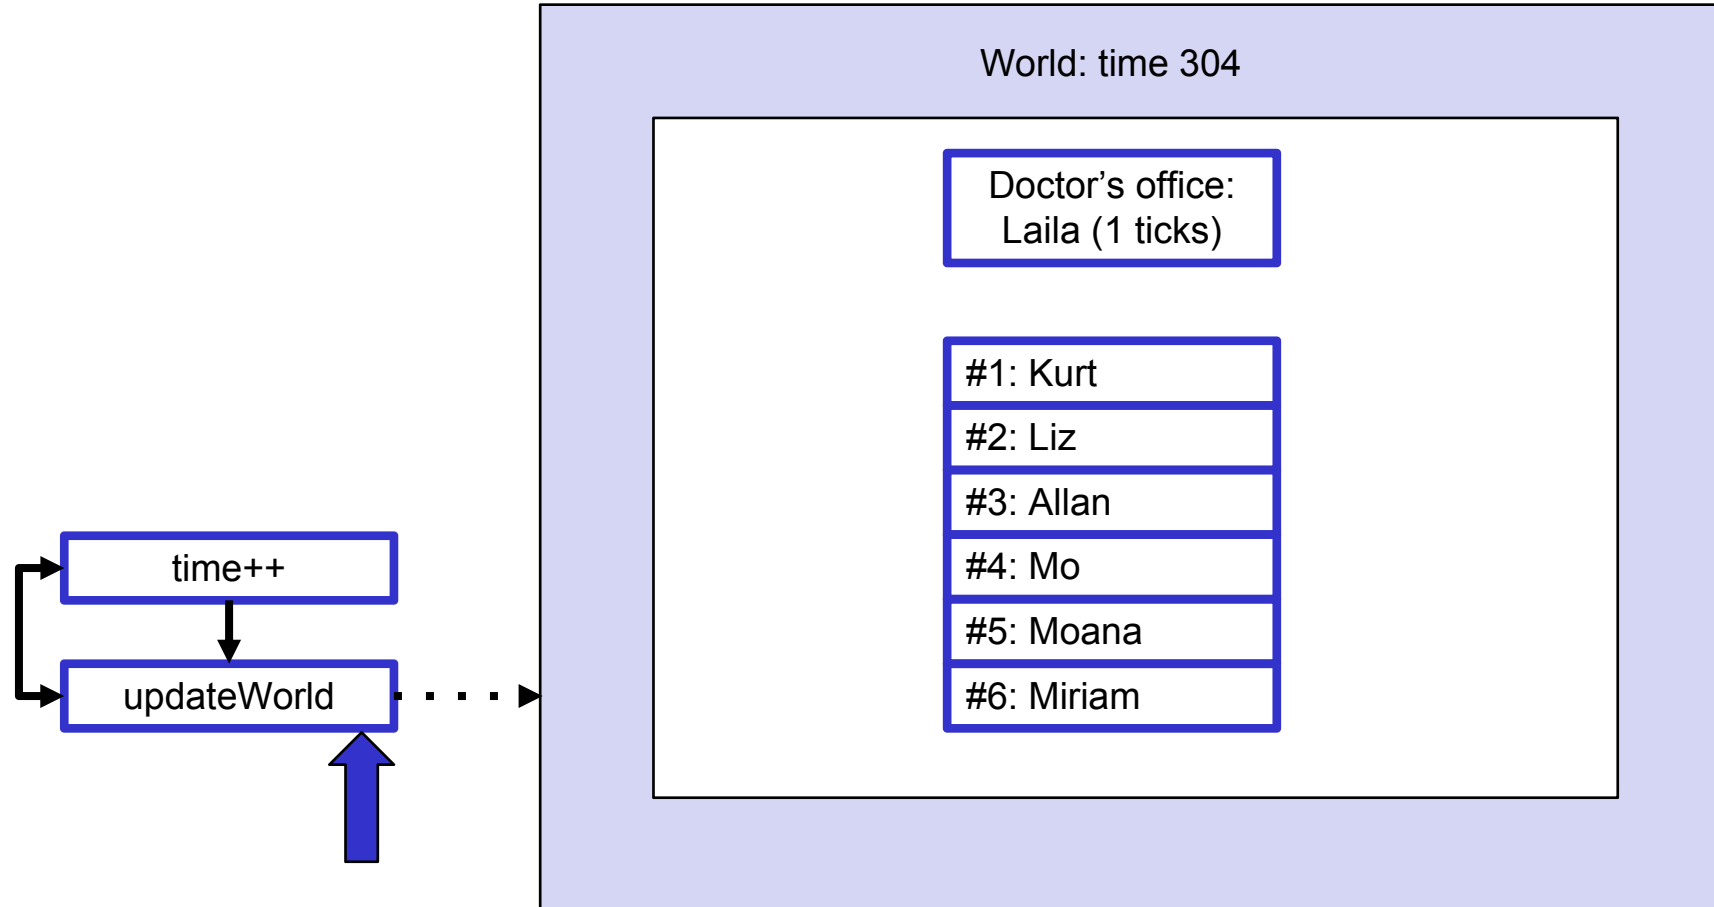 World: time 304
Doctor’s office:
Laila (1 ticks)
#1: Kurt
#2: Liz
#3: Allan
#4: Mo
#5: Moana
#6: Miriam
time++
updateWorld